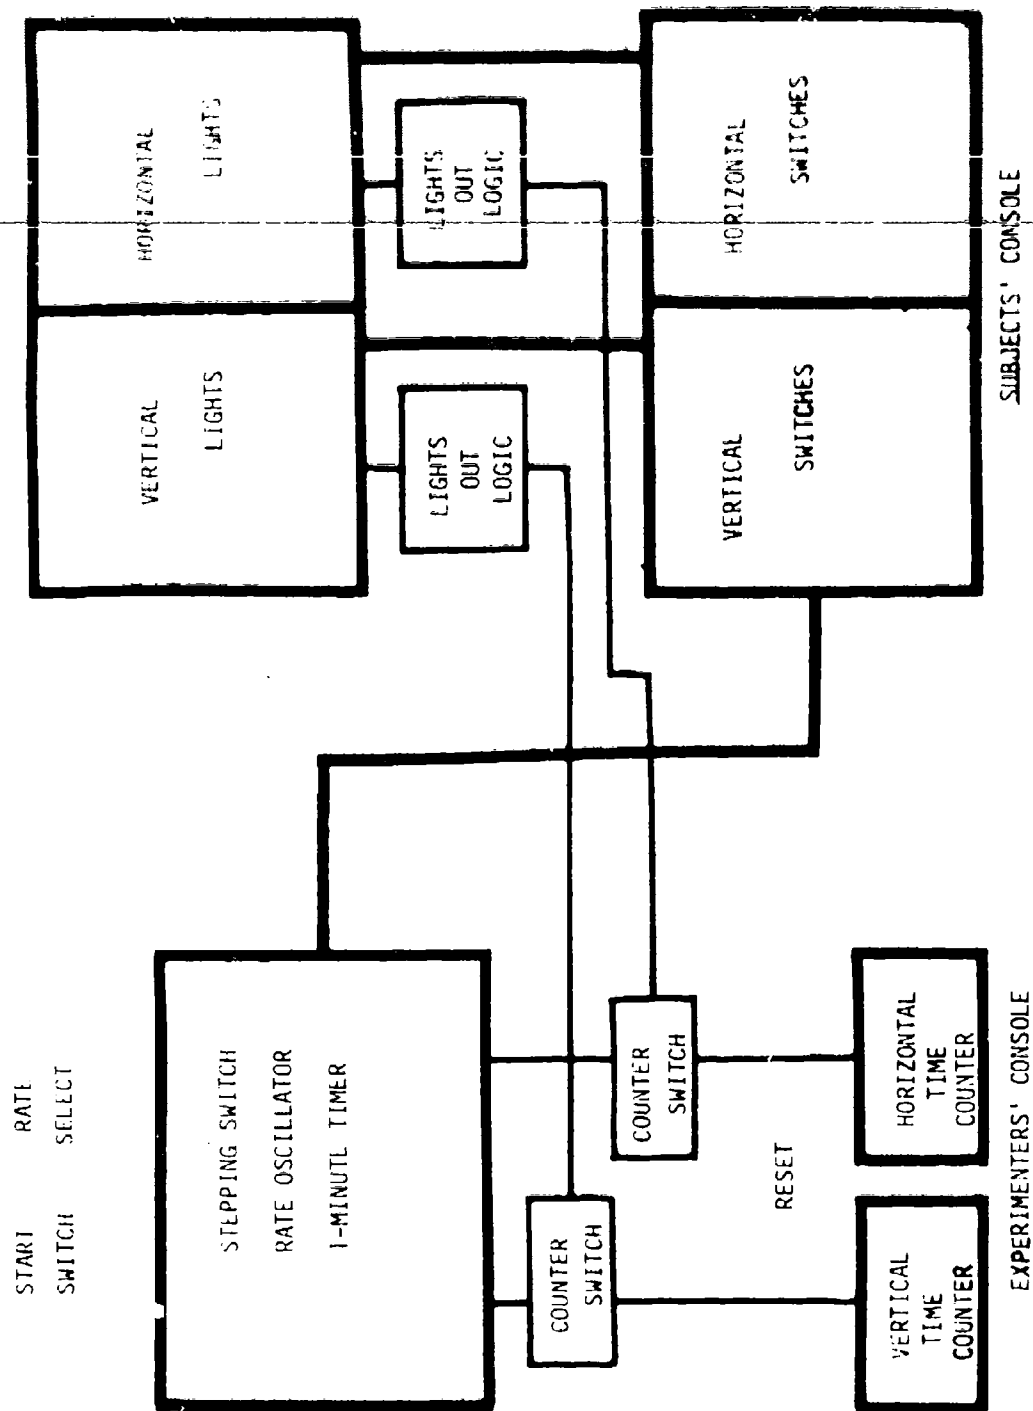 START
SWITCH
RATE
SELECT
STEPPING SWITCH
RATE OSCILLATOR
1-MINUTE TIMER
COUNTER
SWITCH
COUNTER
SWITCH
RESET
VERTICAL
TIME
COUNTER
HORIZONTAL
TIME
COUNTER
EXPERIMENTERS' CONSOLE
VERTICAL
LIGHTS
HORIZONTAL
LIGHTS
LIGHTS
OUT
LOGIC
LIGHTS
OUT
LOGIC
VERTICAL
SWITCHES
HORIZONTAL
SWITCHES
SUBJECTS' CONSOLE